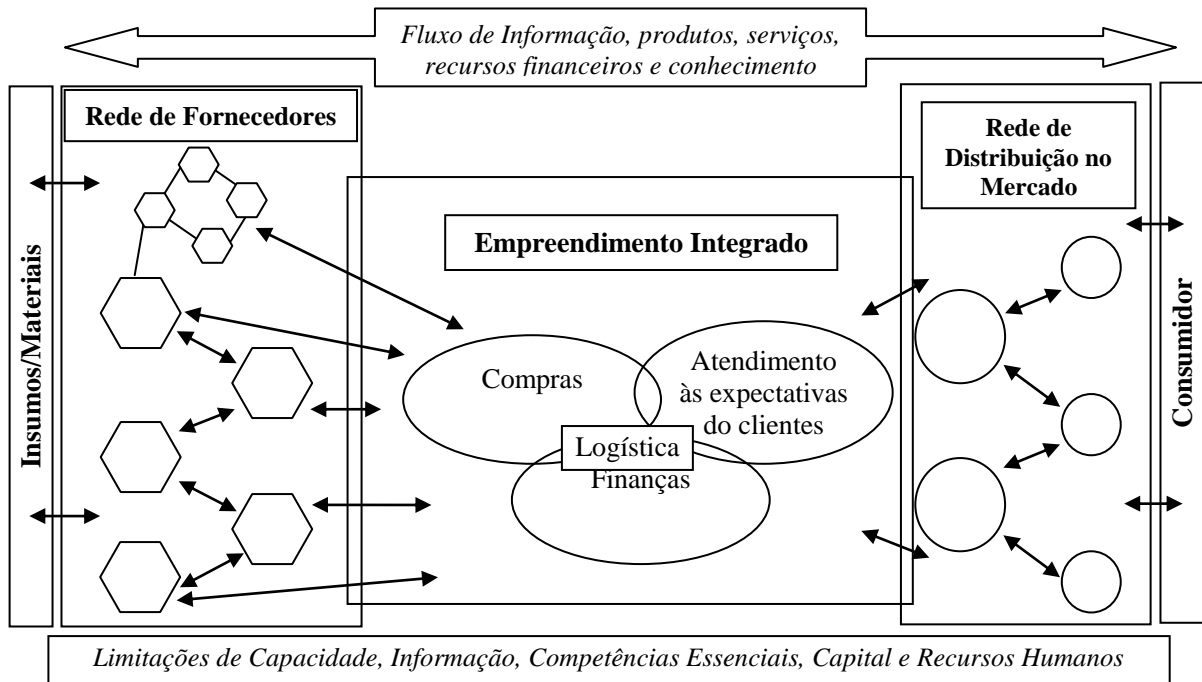 Fluxo de Informação, produtos, serviços,
recursos financeiros e conhecimento
Insumos/Materiais
Rede de Fornecedores
Empreendimento Integrado
Compras
Atendimento
às expectativas
do clientes
Logística
Finanças
Rede de
Distribuição no
Mercado
Consumidor
Limitações de Capacidade, Informação, Competências Essenciais, Capital e Recursos Humanos